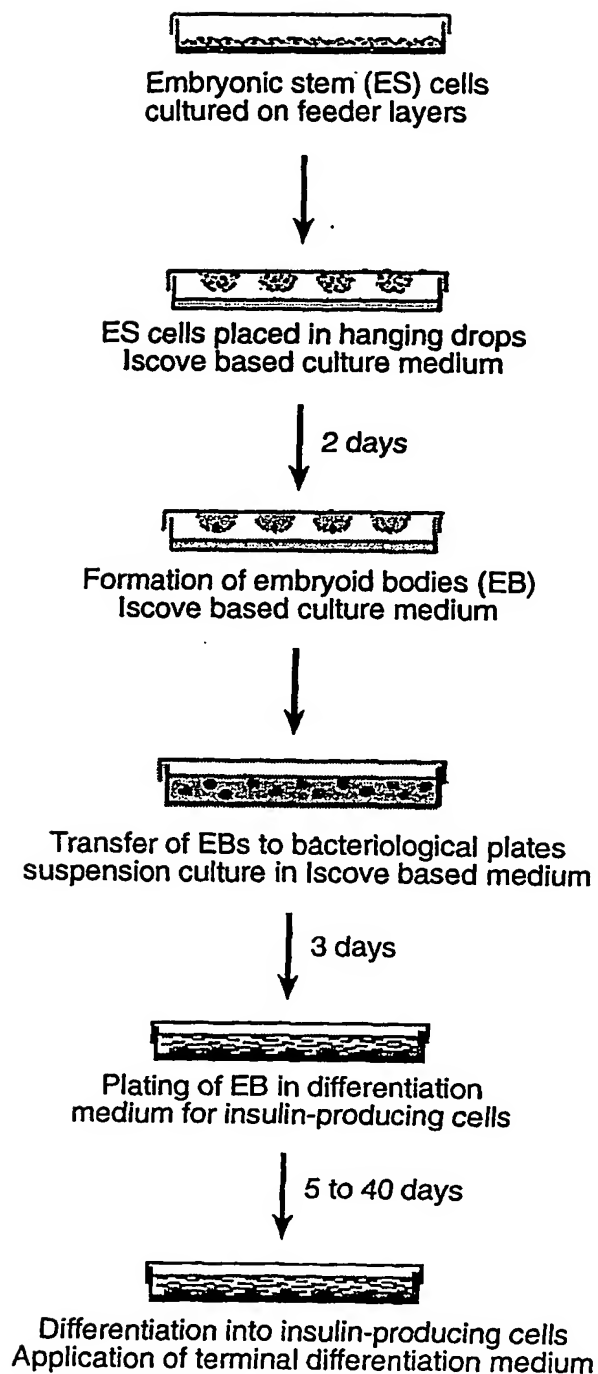 Embryonic stem (ES) cells
cultured on feeder layers
ES cells placed in hanging drops
Iscove based culture medium
2 days
Formation of embryoid bodies (EB)
Iscove based culture medium
Transfer of EBs to bacteriological plates
suspension culture in Iscove based medium
3 days
Plating of EB in differentiation
medium for insulin-producing cells
5 to 40 days
Differentiation into insulin-producing cells
Application of terminal differentiation medium